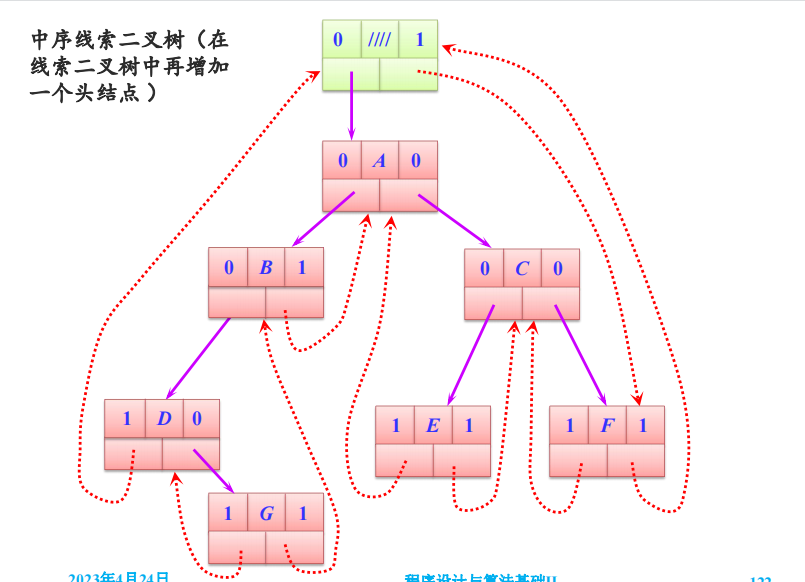 中序线索二叉树（在
线索二叉树中再增加
一个头结点 ）
0 //// 1
0 A 0
0 B 1
0 C 0
1 D 0
1 E 1
1 F 1
1 G 1
2023年4月24日
程序设计与算法基础II